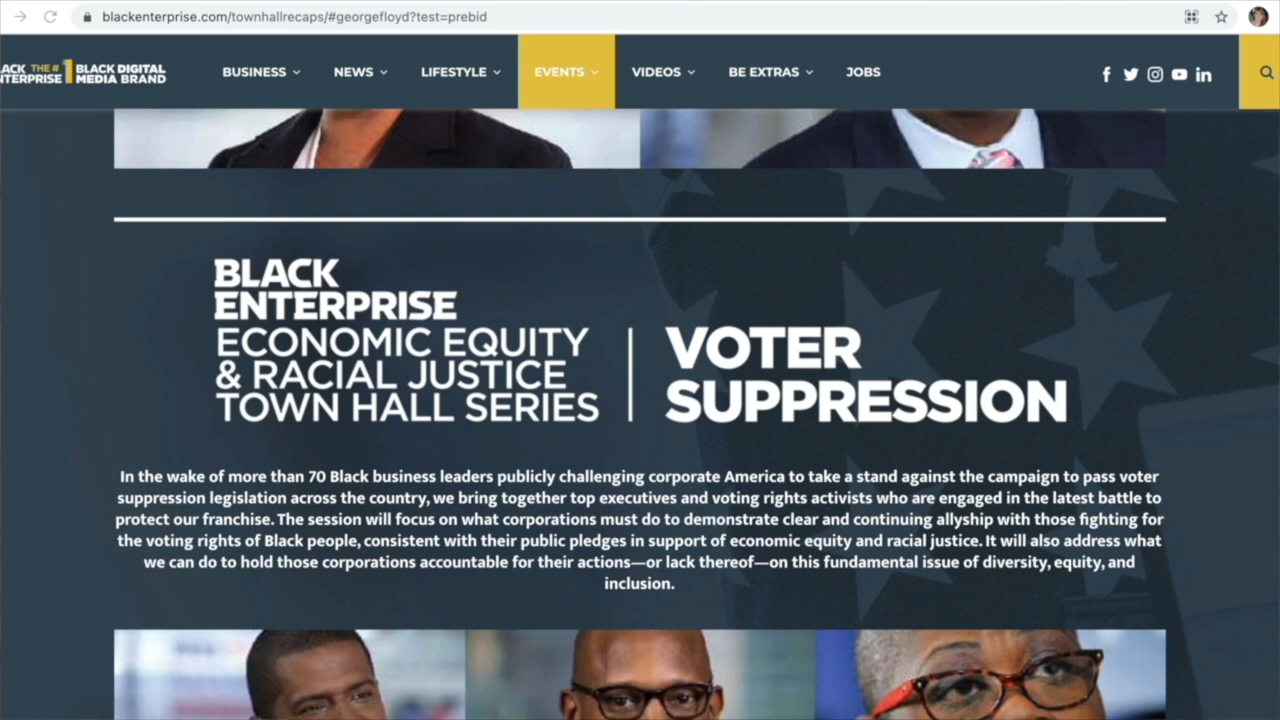 blackenterprise.com/townhallrecaps/#georgefloyd?test=prebid
ACK THE # 1 BLACK DIGITAL
NTERPRISE MEDIA BRAND
BUSINESS NEWS LIFESTYLE EVENTS VIDEOS BE EXTRAS JOBS
BLACK
ENTERPRISE
ECONOMIC EQUITY
& RACIAL JUSTICE
TOWN HALL SERIES
VOTER
SUPPRESSION
In the wake of more than 70 Black business leaders publicly challenging corporate America to take a stand against the campaign to pass voter
suppression legislation across the country, we bring together top executives and voting rights activists who are engaged in the latest battle to
protect our franchise. The session will focus on what corporations must do to demonstrate clear and continuing allyship with those fighting for
the voting rights of Black people, consistent with their public pledges in support of economic equity and racial justice. It will also address what
we can do to hold those corporations accountable for their actions—or lack thereof—on this fundamental issue of diversity, equity, and
inclusion.